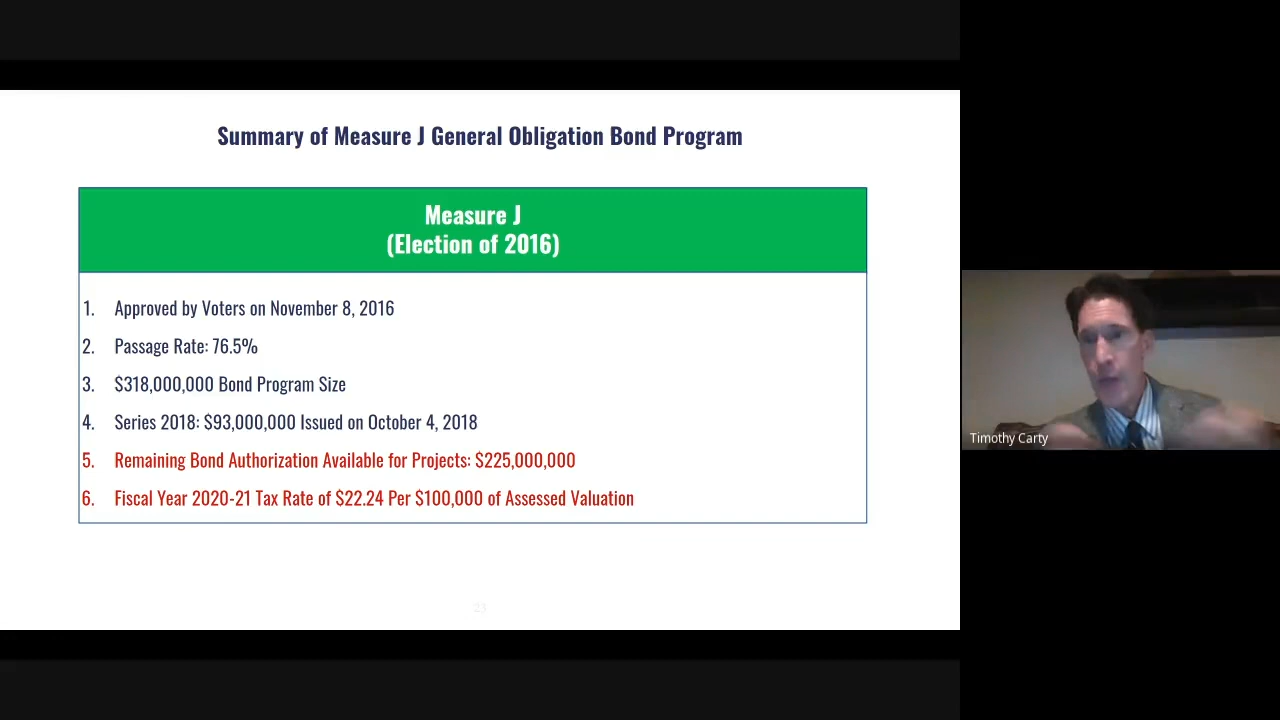 Summary of Measure J General Obligation Bond Program
Measure J
(Election of 2016)
1. Approved by Voters on November 8, 2016
2. Passage Rate: 76.5%
3. $318,000,000 Bond Program Size
4. Series 2018: $93,000,000 Issued on October 4, 2018
5. Remaining Bond Authorization Available for Projects: $225,000,000
6. Fiscal Year 2020-21 Tax Rate of $22.24 Per $100,000 of Assessed Valuation
23
Timothy Carty